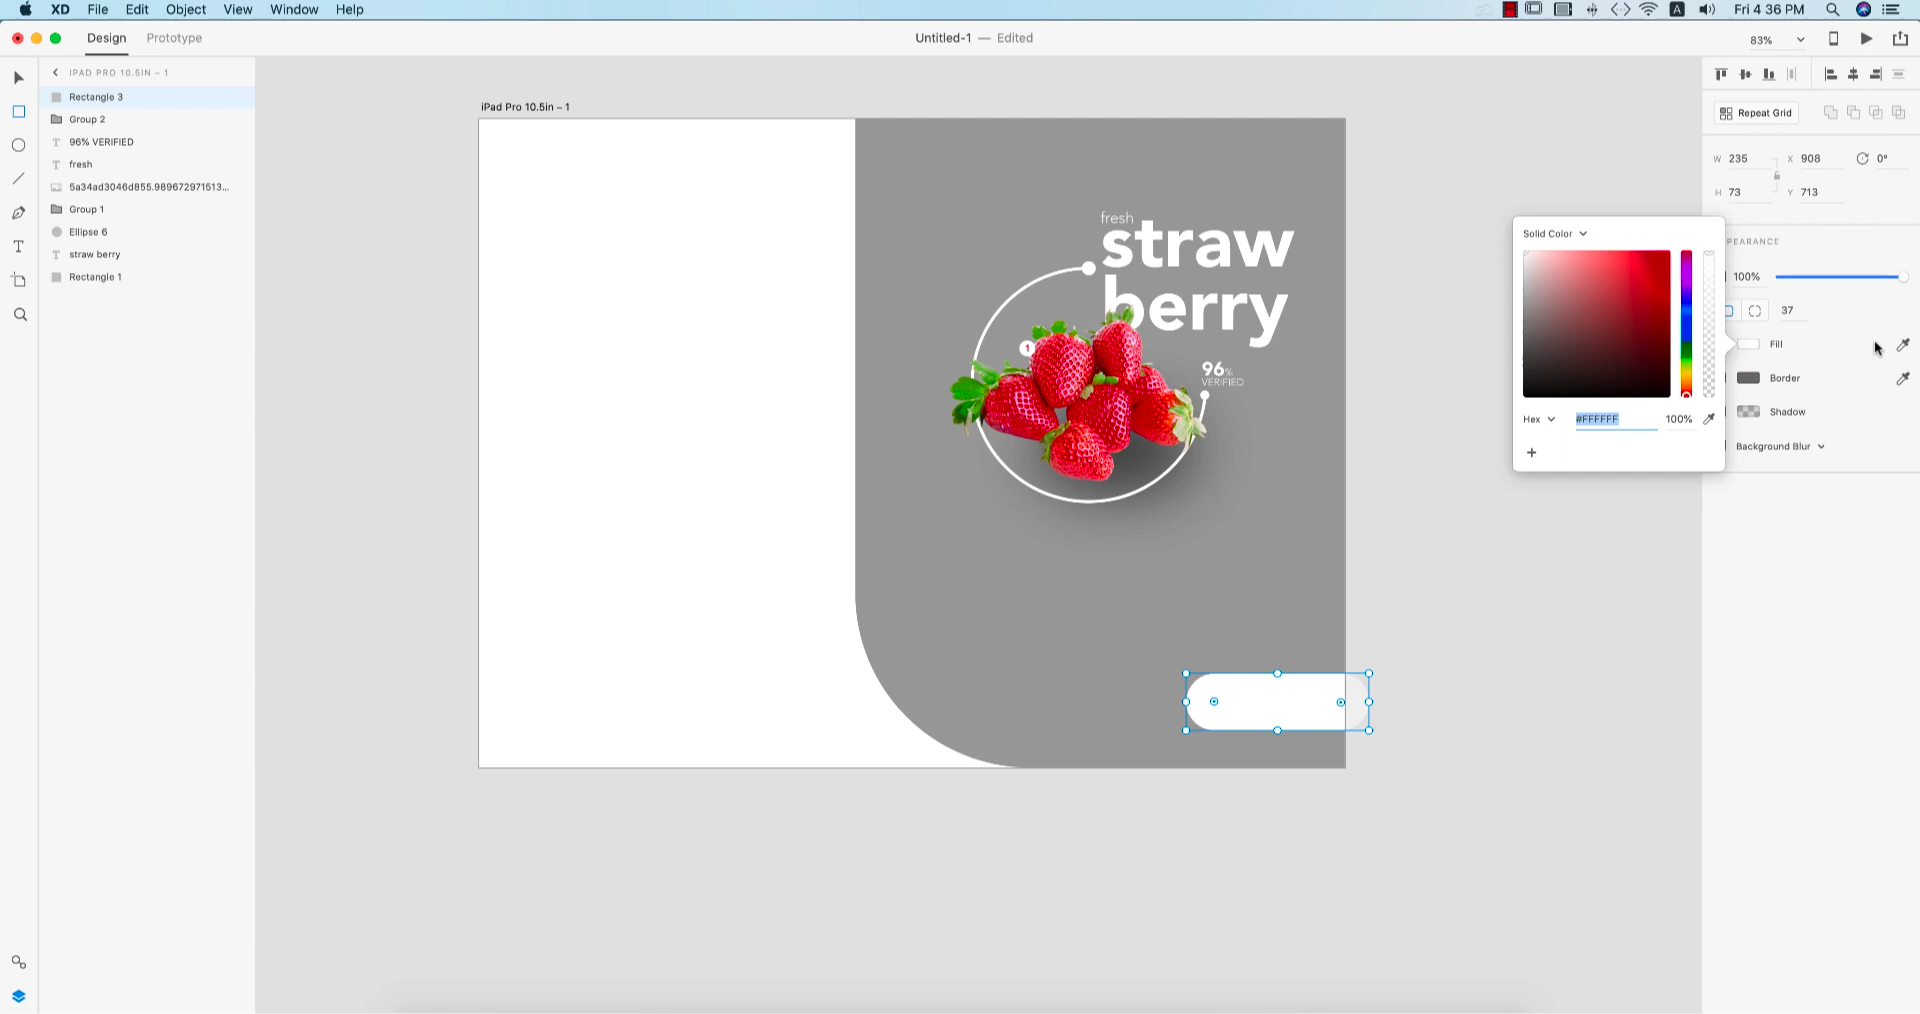 XD File Edit Object View Window Help
A Fri 4 36 PM
Design Prototype
Untitled-1 — Edited
83%
IPAD PRO 10.5IN – 1
Rectangle 3
Group 2
96% VERIFIED
fresh
5a34ad3046d855.989672971513...
Group 1
Ellipse 6
straw berry
Rectangle 1
iPad Pro 10.5in – 1
fresh
straw
berry
1
96%
VERIFIED
Repeat Grid
W 235 X 908 0°
H 73 Y 713
PEARANCE
100%
37
Fill
Border
Shadow
Background Blur
Solid Color
Hex #FFFFFF 100%
+